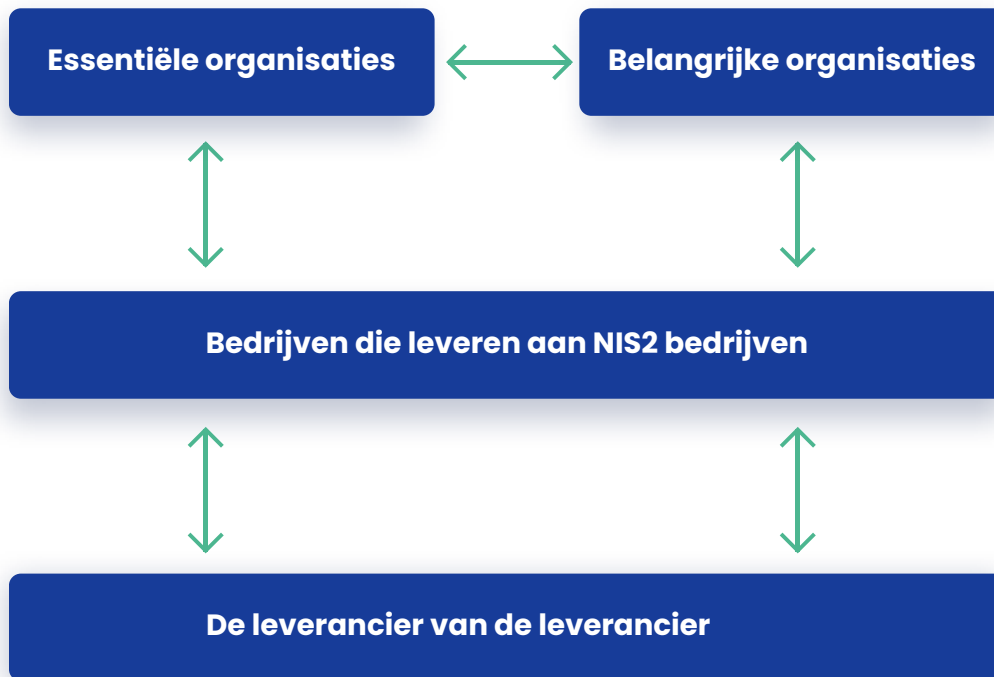 Essentiële organisaties
Belangrijke organisaties
Bedrijven die leveren aan NIS2 bedrijven
De leverancier van de leverancier